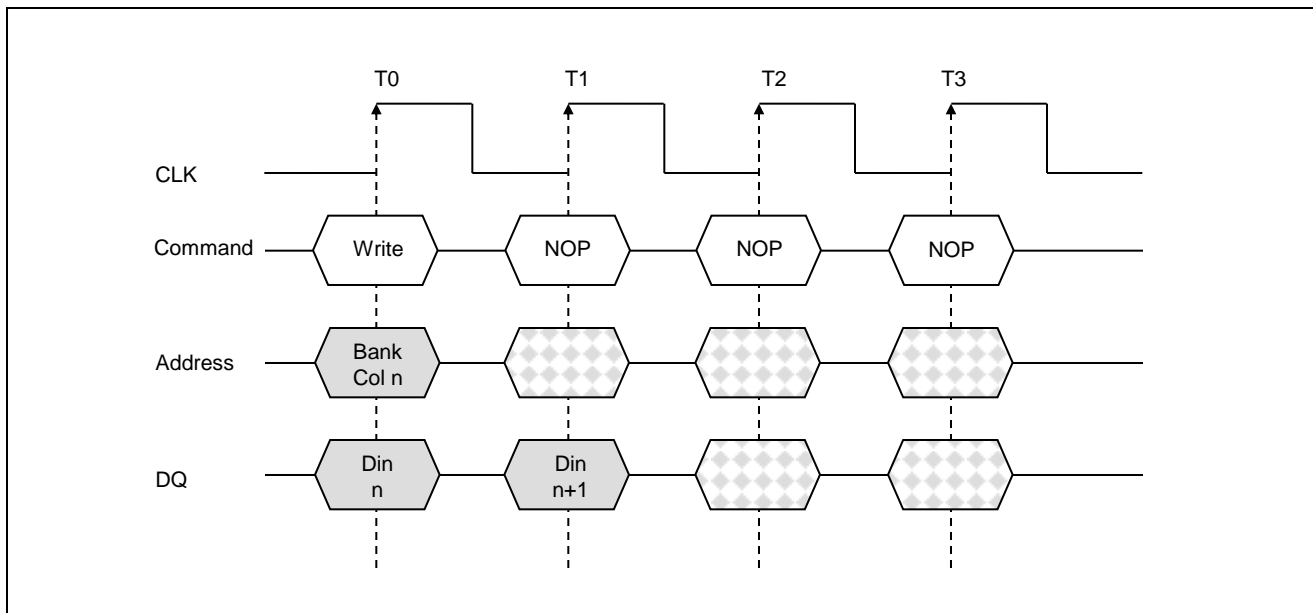 T0 T1 T2 T3
CLK
Command Write NOP NOP NOP
Address Bank
Col n
DQ Din
n Din
n+1